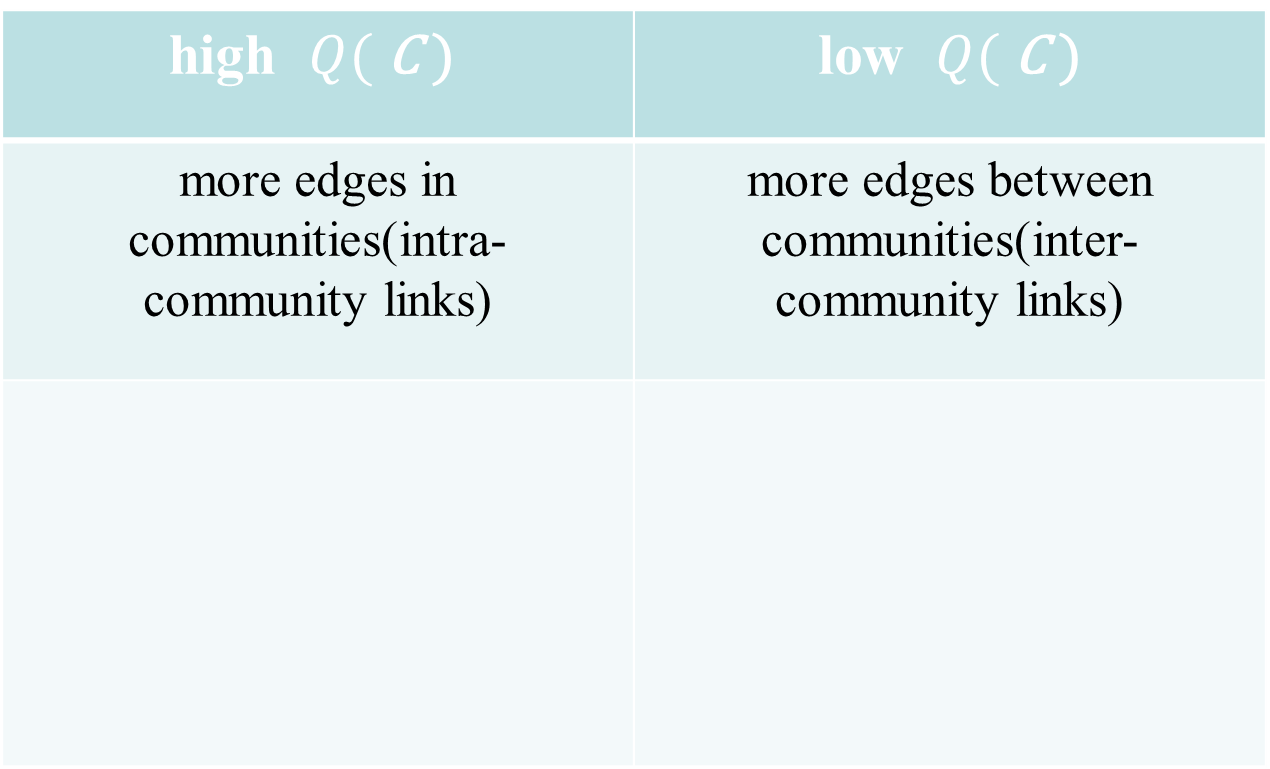 high Q( C)
low Q( C)
more edges in
communities(intra-
community links)
more edges between
communities(inter-
community links)